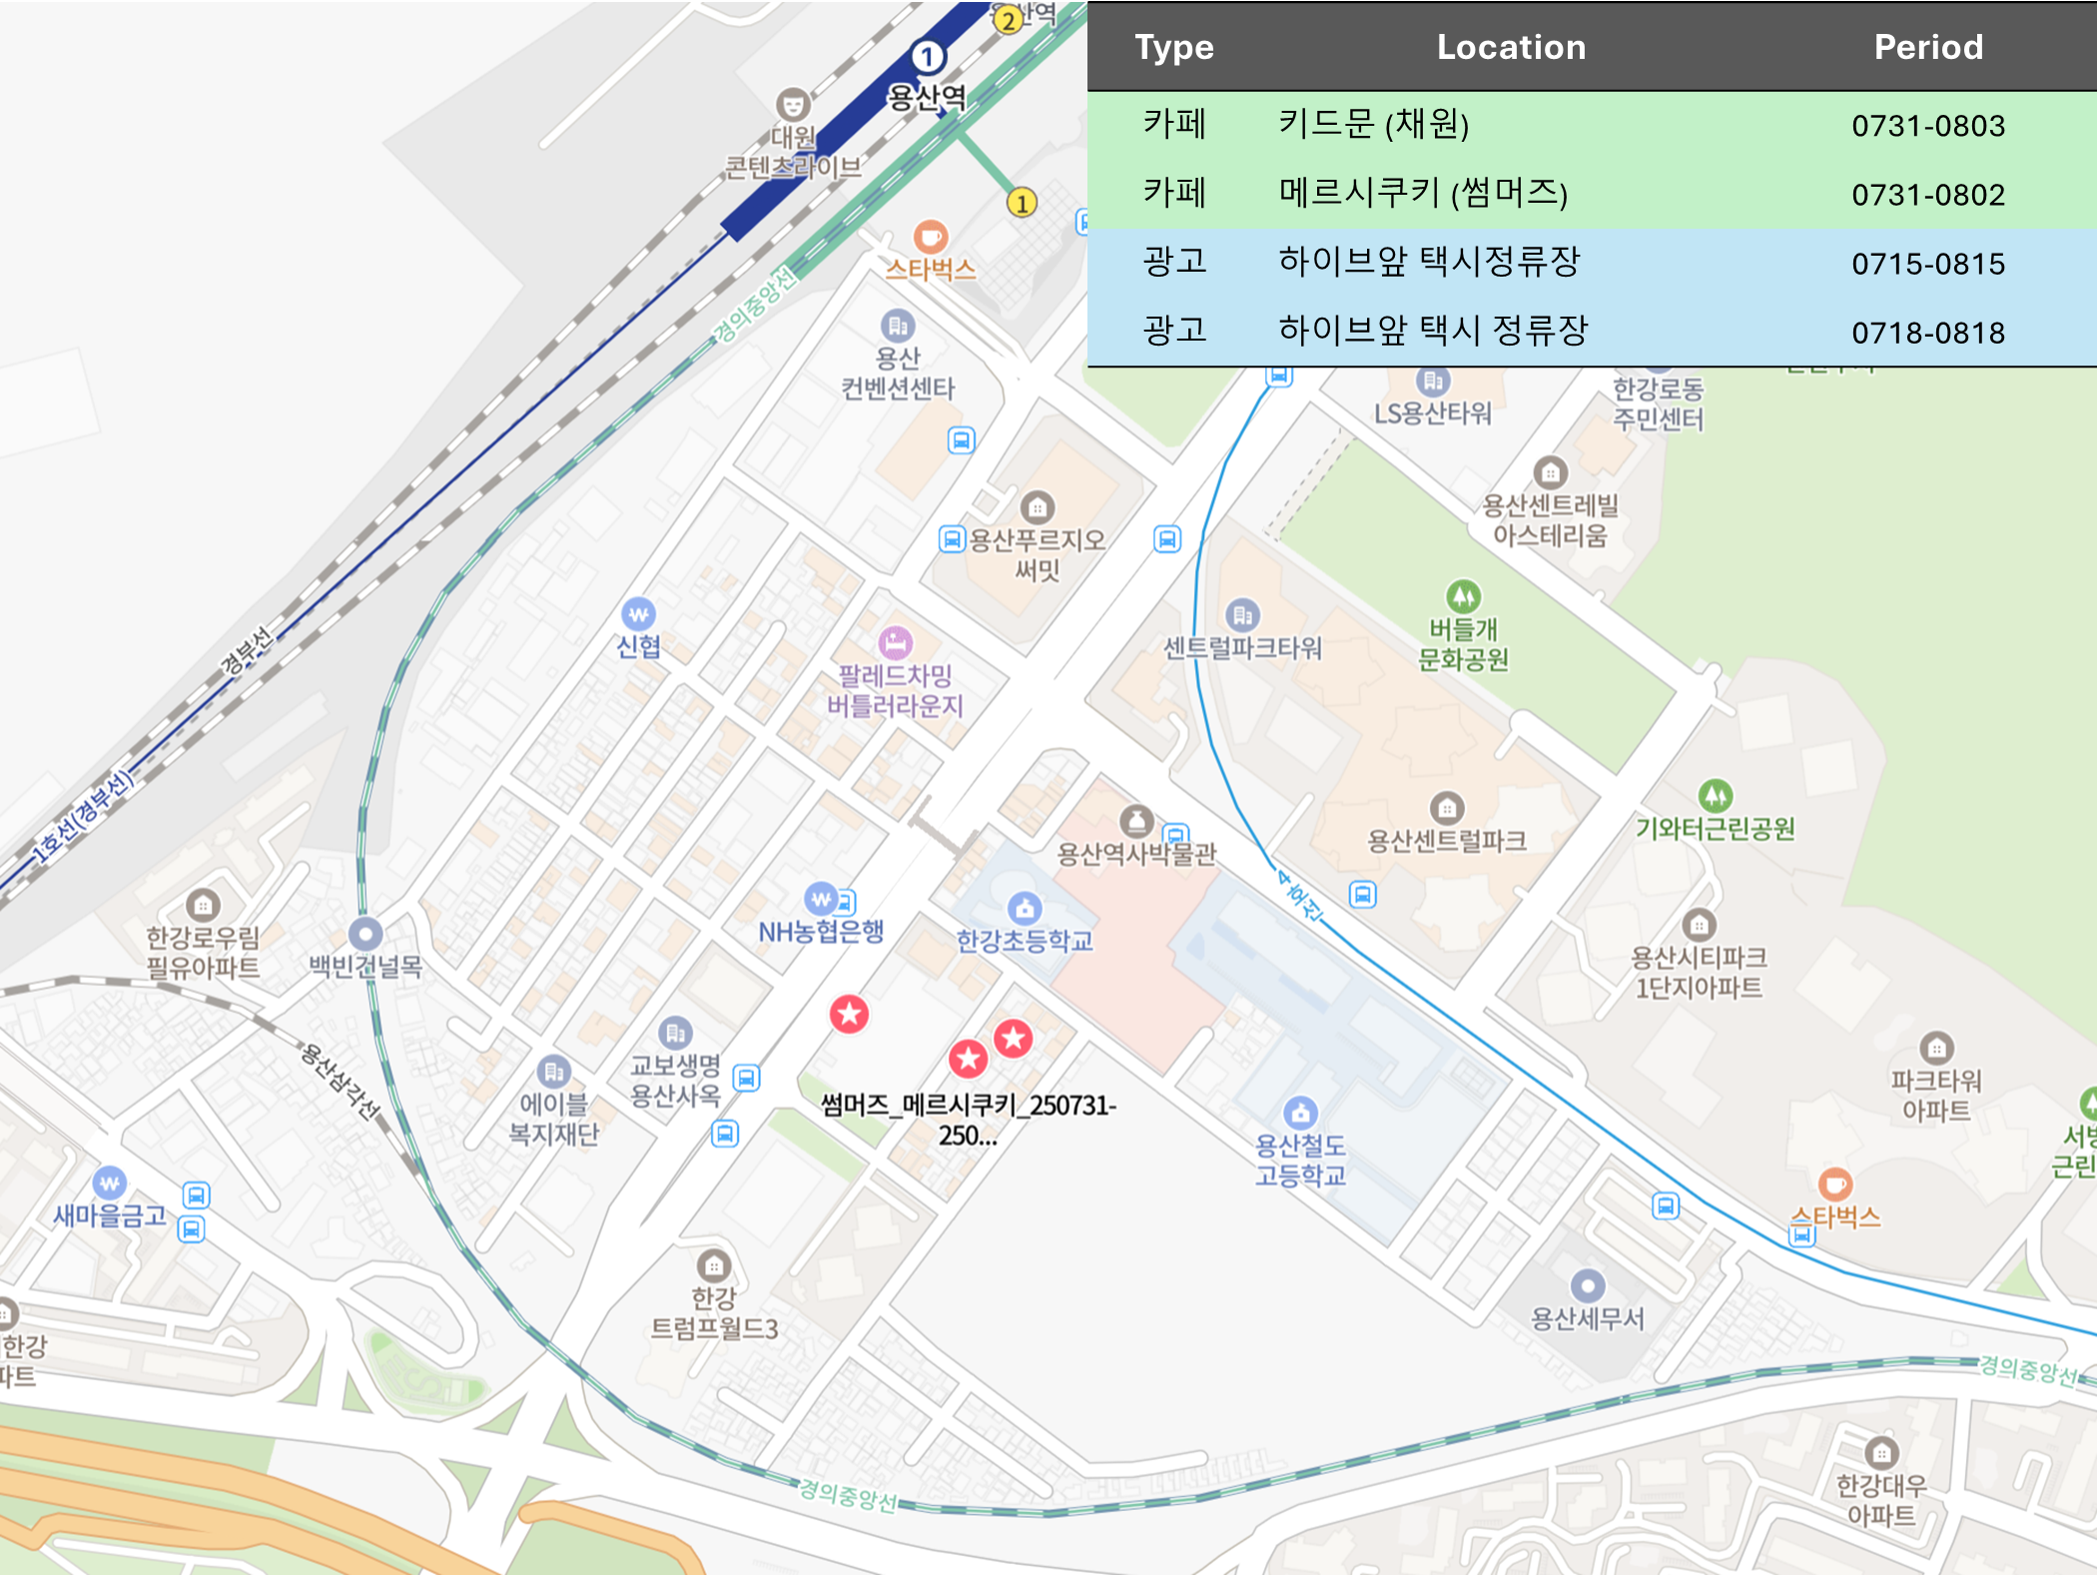 Type Location Period
카페 키드문 (채원) 0731-0803
카페 메르시쿠키 (썸머즈) 0731-0802
광고 하이브앞 택시정류장 0715-0815
광고 하이브앞 택시 정류장 0718-0818
2
1
용산역
대원
콘텐츠라이브
1
스타벅스
경의중앙선
용산
컨벤션센타
LS용산타워
한강로동
주민센터
용산센트레빌
아스테리움
용산푸르지오
써밋
신협
센트럴파크타워
버들개
문화공원
경부선
팔레드차밍
버틀러라운지
1호선(경부선)
기와터근린공원
용산역사박물관
용산센트럴파크
4호선
NH농협은행
한강초등학교
한강로우림
필유아파트
백빈건널목
용산시티파크
1단지아파트
용산삼각선
교보생명
용산사옥
에이블
복지재단
썸머즈_메르시쿠키_250731-
250...
파크타워
아파트
용산철도
고등학교
서빙
근린
새마을금고
스타벅스
한강
트럼프월드3
용산세무서
한강
파트
경의중앙선
경의중앙선
한강대우
아파트